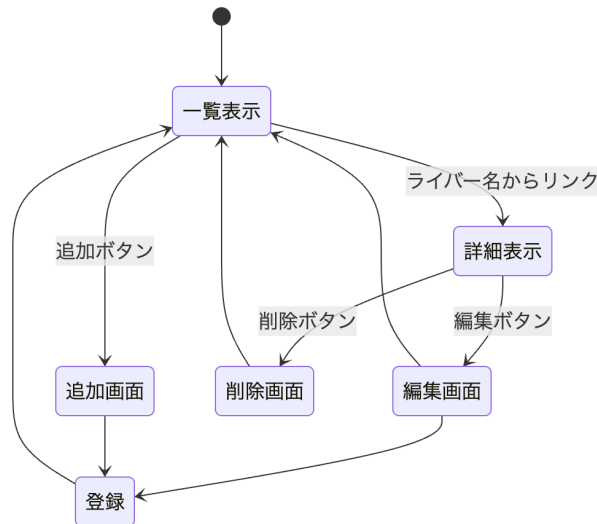 一覧表示
ライバー名からリンク
追加ボタン
詳細表示
削除ボタン
編集ボタン
追加画面
削除画面
編集画面
登録